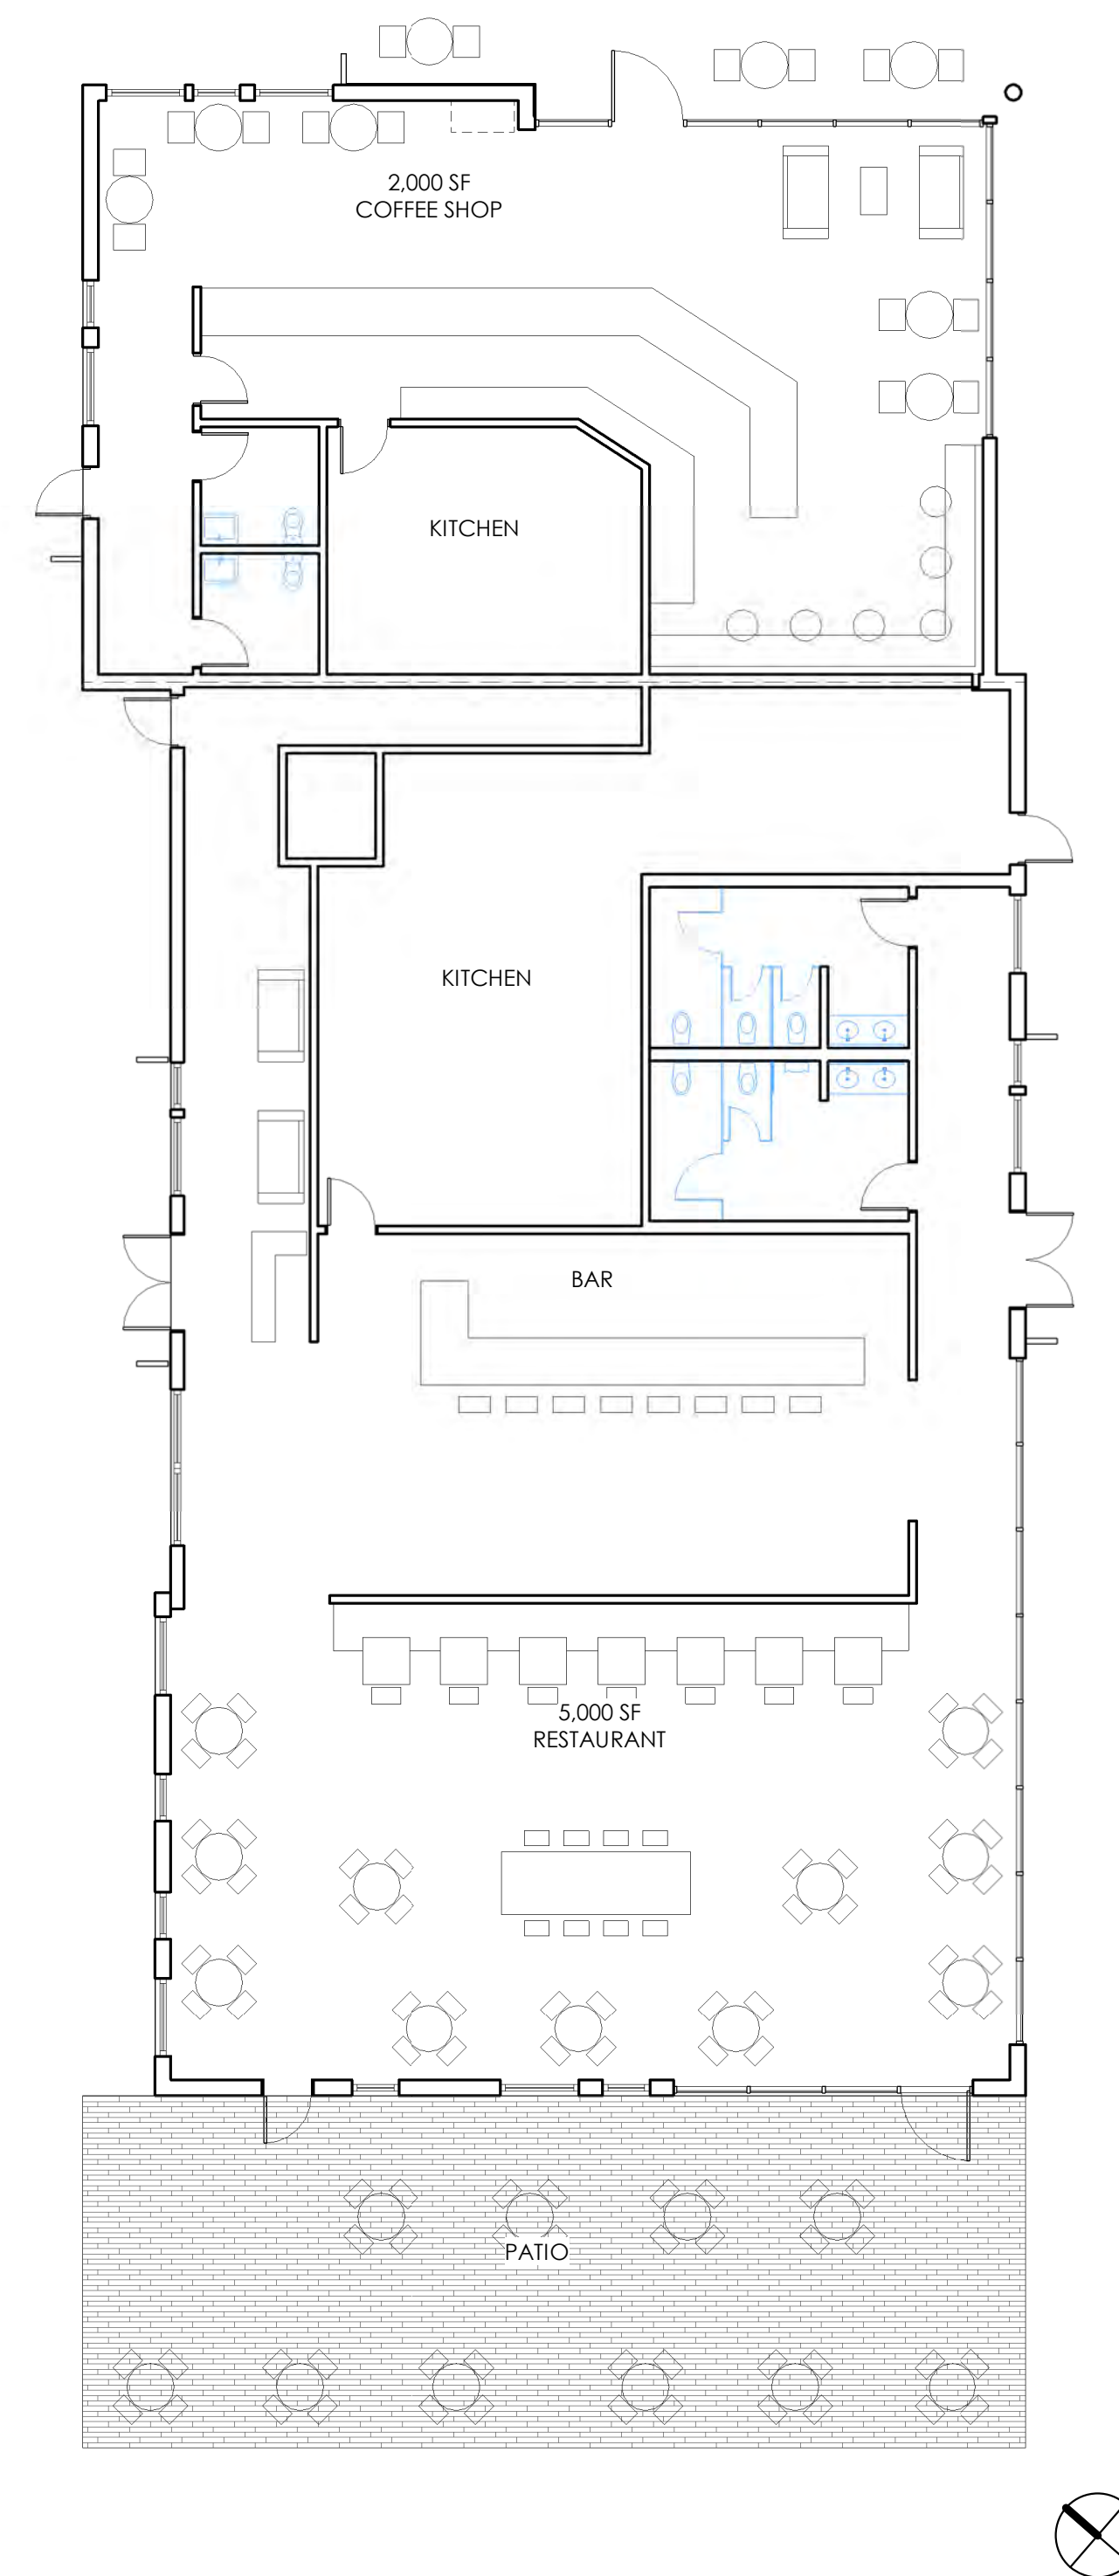 2,000 SF
COFFEE SHOP
KITCHEN
KITCHEN
BAR
5,000 SF
RESTAURANT
PATIO